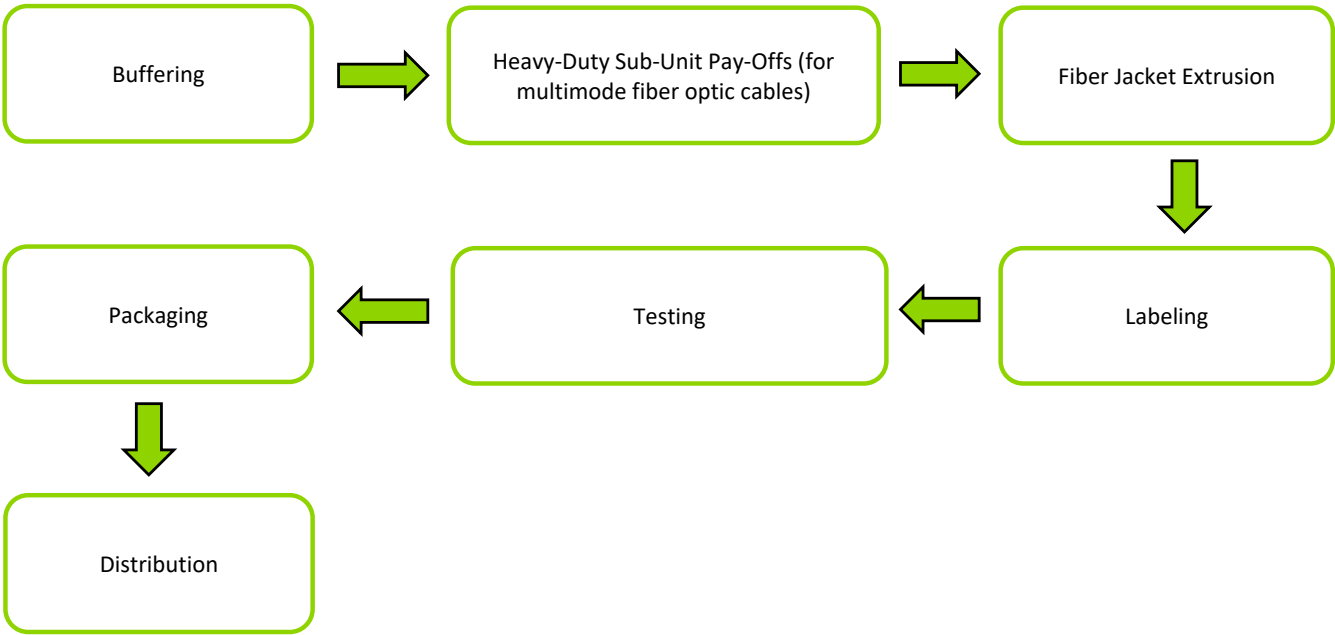 Buffering
Heavy-Duty Sub-Unit Pay-Offs (for
multimode fiber optic cables)
Fiber Jacket Extrusion
Packaging
Testing
Labeling
Distribution